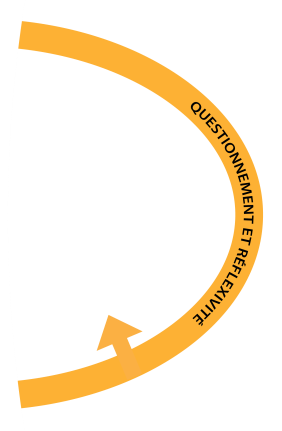 QUESTIONNEMENT ET RÉFLEXIVITÉ